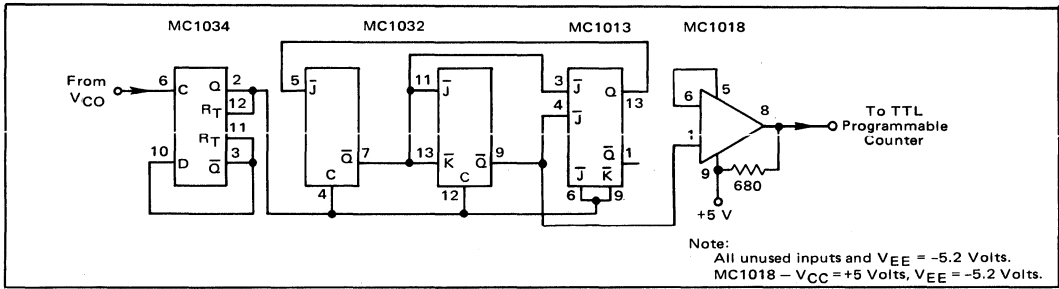 MC1034 MC1032 MC1013 MC1018
From
VCO
6 C Q 2
RT 12
RT 11
10 D Q̅ 3
5 J̅
Q̅ 7
C
4
11 J̅
13 K̅ Q̅ 9
C
12
3 J̅ Q 13
4 J̅
Q̅ 1
J̅ K̅
6 9
6 5
1 8
9 680
+5 V
To TTL
Programmable
Counter
Note:
All unused inputs and VEE = -5.2 Volts.
MC1018 – VCC = +5 Volts, VEE = -5.2 Volts.